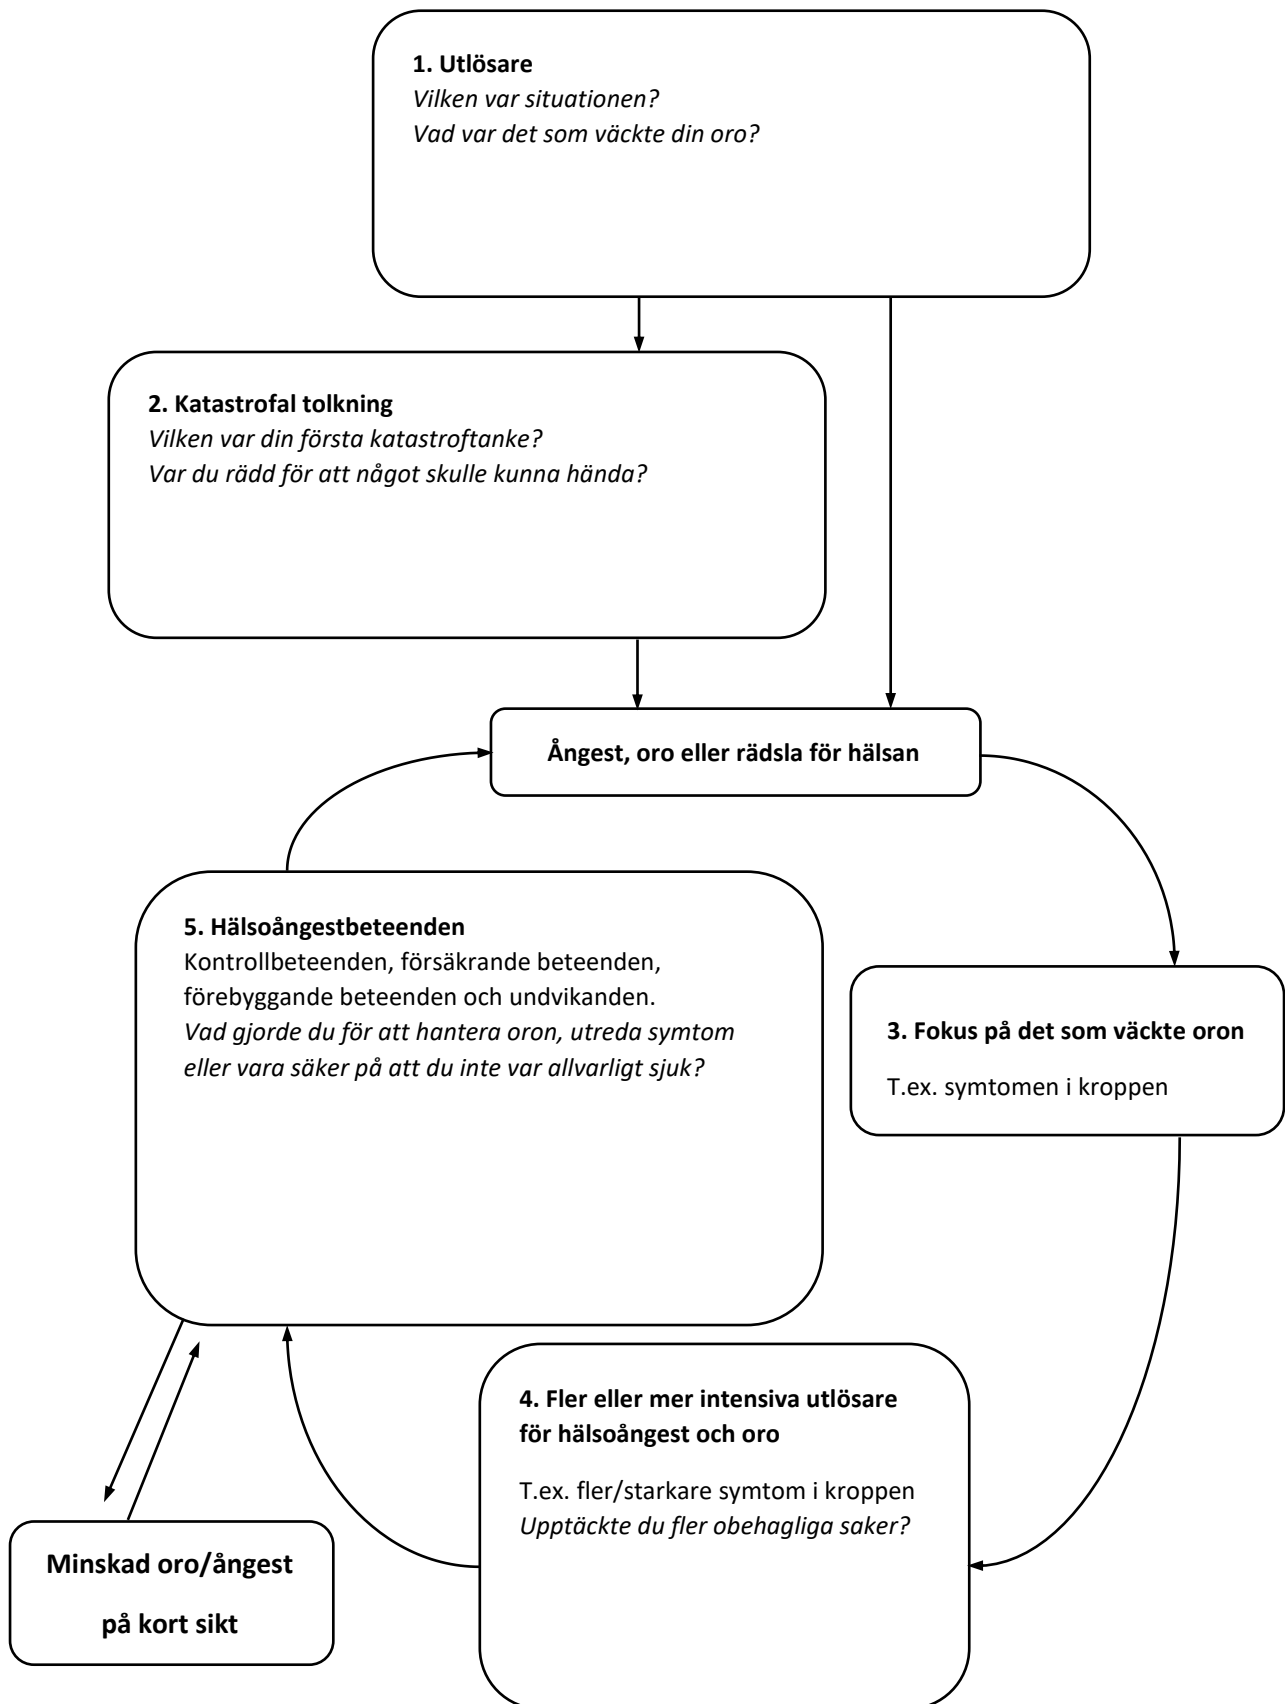 1. Utlösare
Vilken var situationen?
Vad var det som väckte din oro?
2. Katastrofal tolkning
Vilken var din första katastroftanke?
Var du rädd för att något skulle kunna hända?
Ångest, oro eller rädsla för hälsan
3. Fokus på det som väckte oron
T.ex. symtomen i kroppen
4. Fler eller mer intensiva utlösare
för hälsoångest och oro
T.ex. fler/starkare symtom i kroppen
Upptäckte du fler obehagliga saker?
5. Hälsoångestbeteenden
Kontrollbeteenden, försäkrande beteenden,
förebyggande beteenden och undvikanden.
Vad gjorde du för att hantera oron, utreda symtom
eller vara säker på att du inte var allvarligt sjuk?
Minskad oro/ångest
på kort sikt